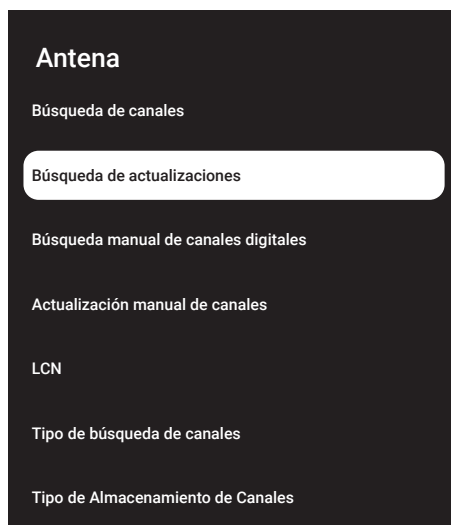 Antena
Búsqueda de canales
Búsqueda de actualizaciones
Búsqueda manual de canales digitales
Actualización manual de canales
LCN
Tipo de búsqueda de canales
Tipo de Almacenamiento de Canales